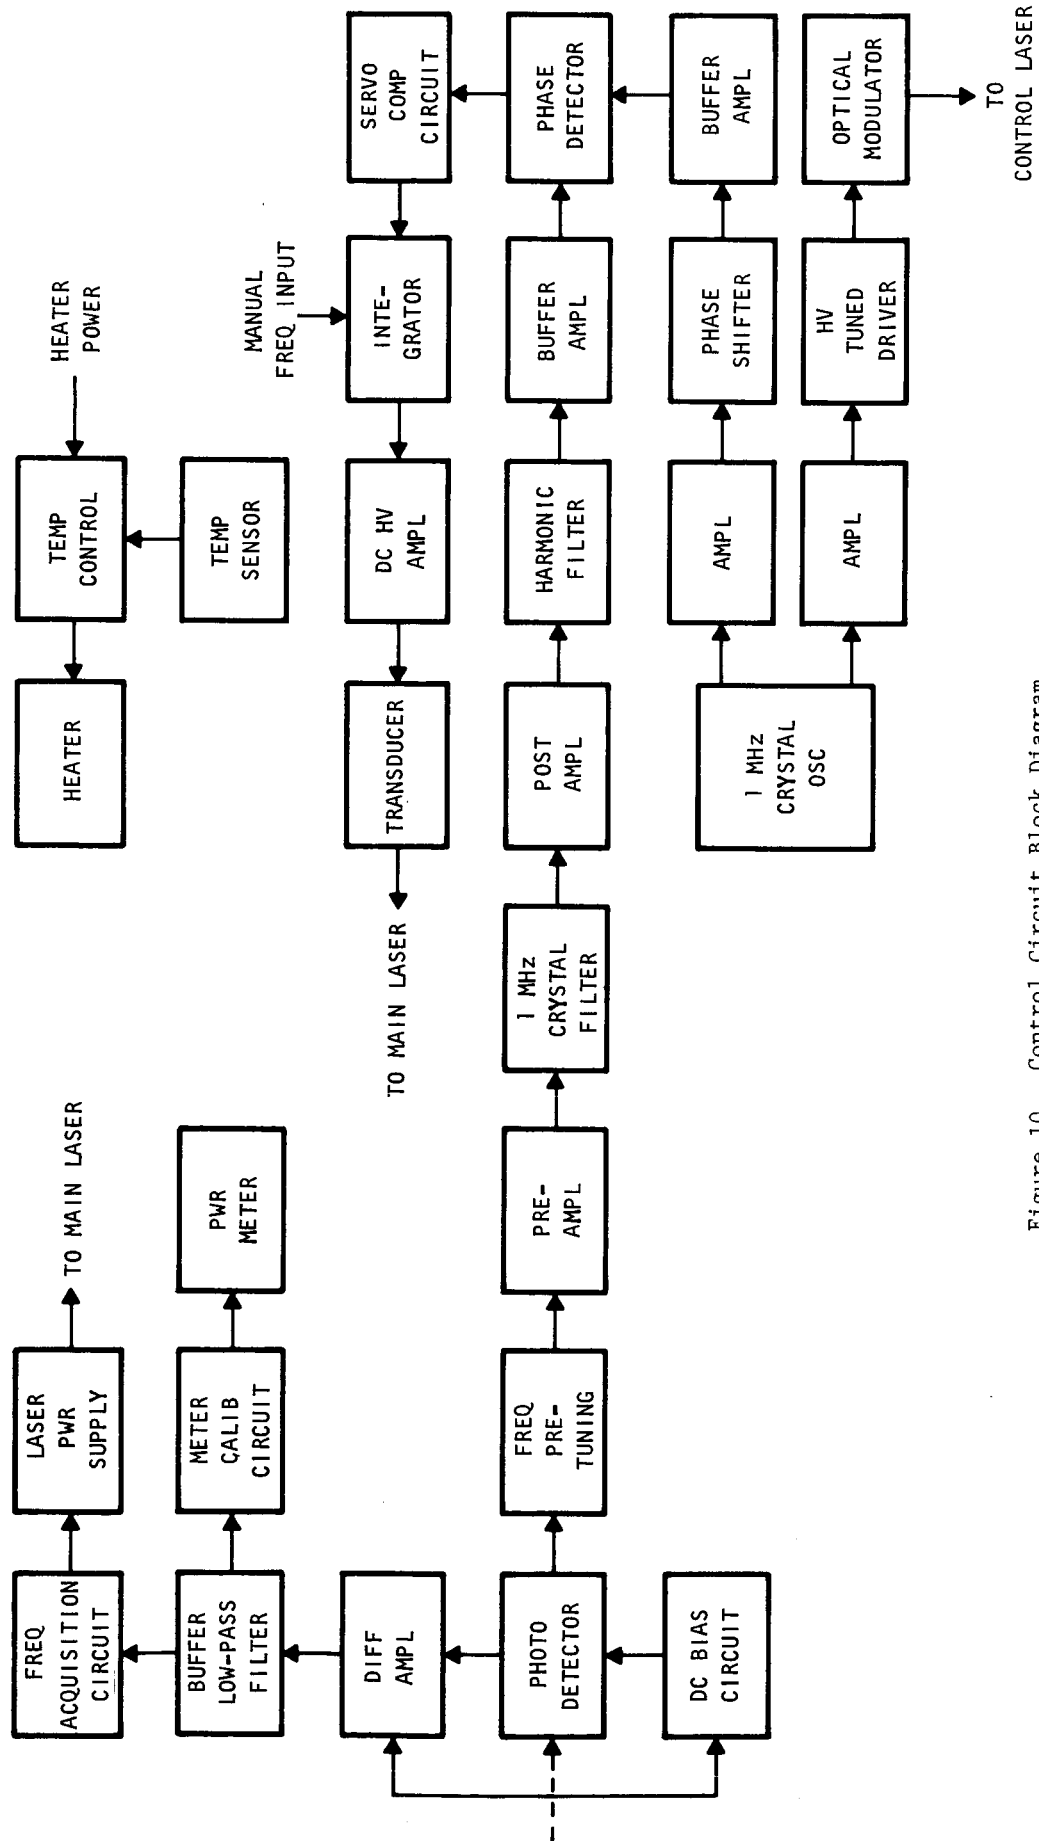 FREQ
ACQUISITION
CIRCUIT
LASER
PWR
SUPPLY
TO MAIN LASER
HEATER
TEMP
CONTROL
HEATER
POWER
BUFFER
LOW-PASS
FILTER
METER
CALIB
CIRCUIT
PWR
METER
TEMP
SENSOR
MANUAL
FREQ INPUT
DIFF
AMPL
TO MAIN LASER
TRANSDUCER
DC HV
AMPL
INTE-
GRATOR
SERVO
COMP
CIRCUIT
PHOTO
DETECTOR
FREQ
PRE-
TUNING
PRE-
AMPL
1 MHz
CRYSTAL
FILTER
POST
AMPL
HARMONIC
FILTER
BUFFER
AMPL
PHASE
DETECTOR
DC BIAS
CIRCUIT
1 MHz
CRYSTAL
OSC
AMPL
PHASE
SHIFTER
BUFFER
AMPL
AMPL
HV
TUNED
DRIVER
OPTICAL
MODULATOR
TO
CONTROL LASER
Figure 10 Control Circuit Block Diagram